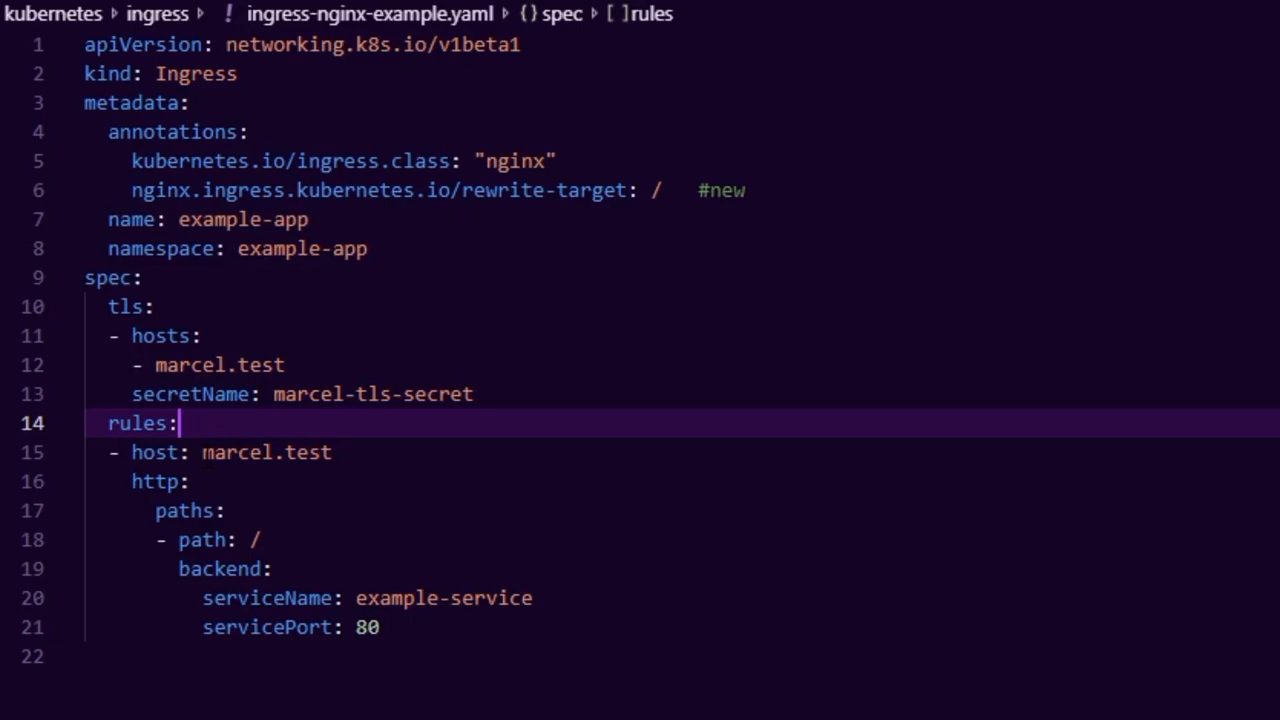 kubernetes ▷ ingress ▷ ! ingress-nginx-example.yaml ▷ {} spec ▷ [ ] rules
1 apiVersion: networking.k8s.io/v1beta1
2 kind: Ingress
3 metadata:
4   annotations:
5     kubernetes.io/ingress.class: "nginx"
6     nginx.ingress.kubernetes.io/rewrite-target: /   #new
7   name: example-app
8   namespace: example-app
9 spec:
10   tls:
11   - hosts:
12     - marcel.test
13     secretName: marcel-tls-secret
14   rules:
15   - host: marcel.test
16     http:
17       paths:
18       - path: /
19         backend:
20           serviceName: example-service
21           servicePort: 80
22